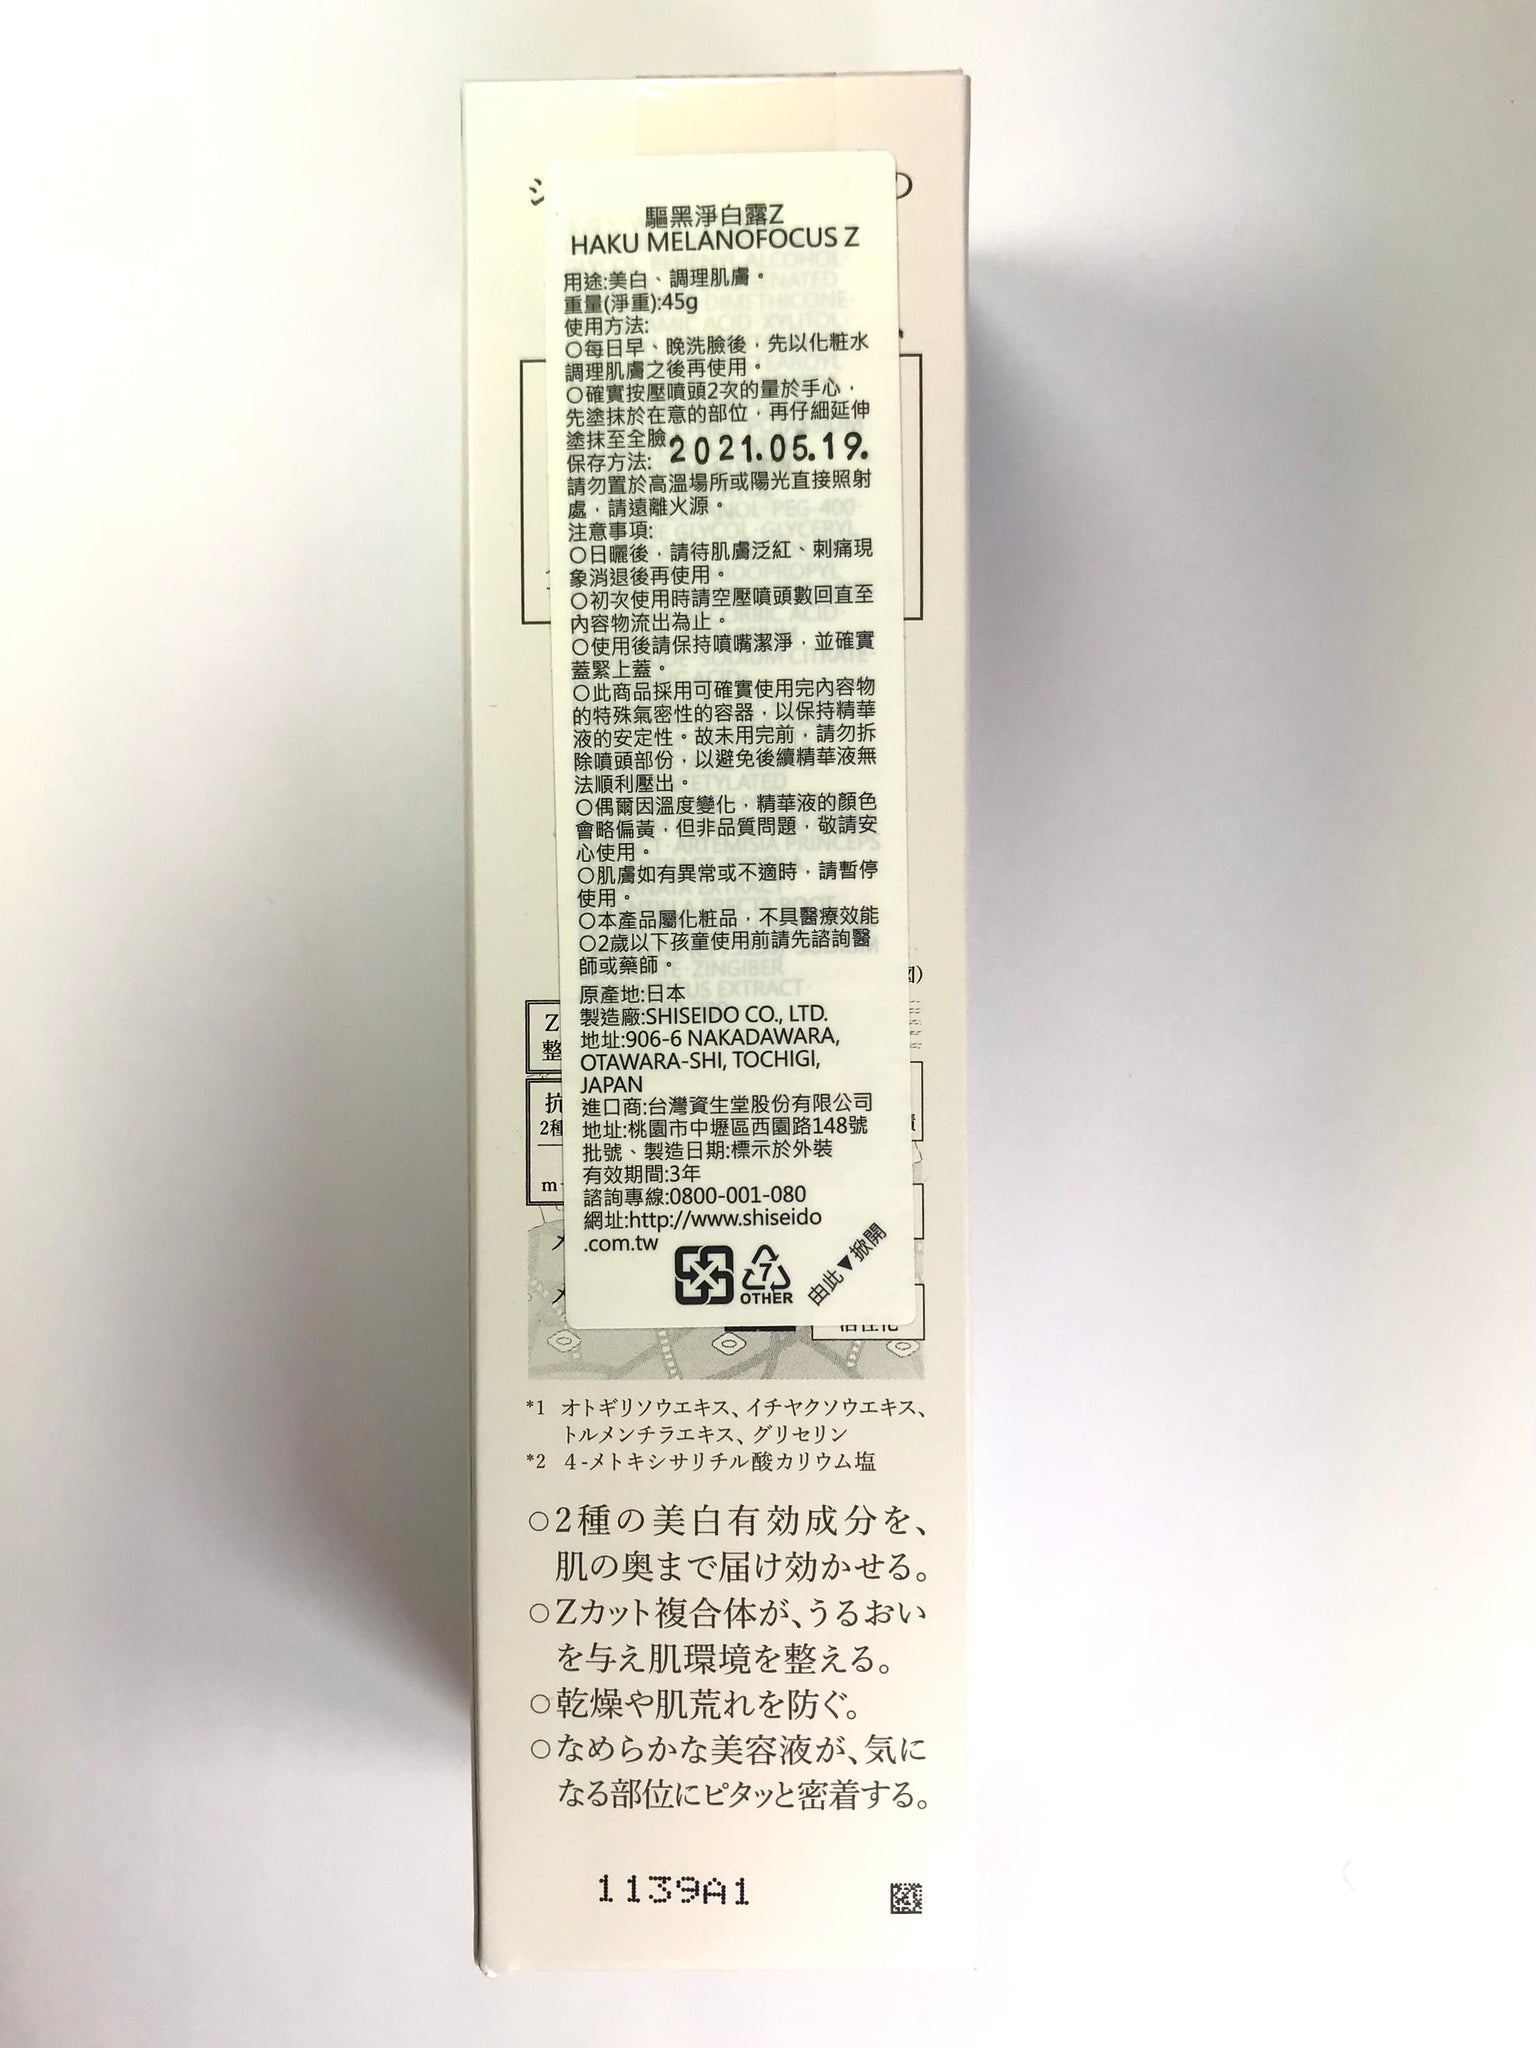 驅黑淨白露Z
HAKU MELANOFOCUS Z
用途:美白、調理肌膚。
重量(淨重):45g
使用方法:
○每日早、晚洗臉後，先以化粧水
調理肌膚之後再使用。
○確實按壓噴頭2次的量於手心，
先塗抹於在意的部位，再仔細延伸
塗抹至全臉
2021.05.19.
保存方法:
請勿置於高溫場所或陽光直接照射
處，請遠離火源。
注意事項:
○日曬後，請待肌膚泛紅、刺痛現
象消退後再使用。
○初次使用時請空壓噴頭數回直至
內容物流出為止。
○使用後請保持噴嘴潔淨，並確實
蓋緊上蓋。
○此商品採用可確實使用完內容物
的特殊氣密性的容器，以保持精華
液的安定性。故未用完前，請勿拆
除噴頭部份，以避免後續精華液無
法順利壓出。
○偶爾因溫度變化，精華液的顏色
會略偏黃，但非品質問題，敬請安
心使用。
○肌膚如有異常或不適時，請暫停
使用。
○本產品屬化粧品，不具醫療效能
○2歲以下孩童使用前請先諮詢醫
師或藥師。
原產地:日本
製造廠:SHISEIDO CO., LTD.
地址:906-6 NAKADAWARA,
OTAWARA-SHI, TOCHIGI,
JAPAN
進口商:台灣資生堂股份有限公司
地址:桃園市中壢區西園路148號
批號、製造日期:標示於外裝
有效期間:3年
諮詢專線:0800-001-080
網址:http://www.shiseido
.com.tw
7
OTHER
由此▼掀開
Z
整
抗
2種
m
*1 オトギリソウエキス、イチヤクソウエキス、
トルメンチラエキス、グリセリン
*2 4-メトキシサリチル酸カリウム塩
○2種の美白有効成分を、
肌の奥まで届け効かせる。
○Zカット複合体が、うるおい
を与え肌環境を整える。
○乾燥や肌荒れを防ぐ。
○なめらかな美容液が、気に
なる部位にピタッと密着する。
1139A1